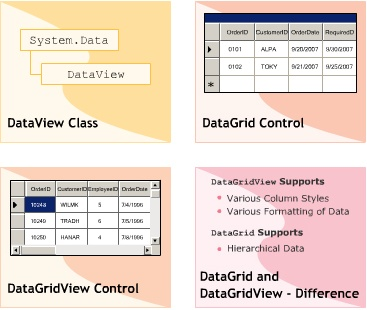 System.Data
DataView
DataView Class
OrderID CustomerID OrderDate RequiredD
0101 ALPA 9/20/2007 9/30/2007
0102 TOKY 9/21/2007 9/25/2007
*
DataGrid Control
OrderID CustomerID EmployeeID OrderDate
10248 WILMK 5 7/4/1996
10249 TRADH 6 7/5/1996
10250 HANAR 4 7/8/1996
DataGridView Control
DataGridView Supports
• Various Column Styles
• Various Formatting of Data
DataGrid Supports
• Hierarchical Data
DataGrid and
DataGridView - Difference